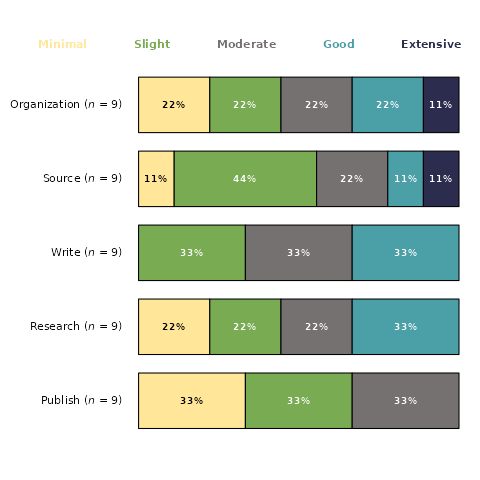 Minimal Slight Moderate Good Extensive
Organization (n = 9) 22% 22% 22% 22% 11%
Source (n = 9) 11% 44% 22% 11% 11%
Write (n = 9) 33% 33% 33%
Research (n = 9) 22% 22% 22% 33%
Publish (n = 9) 33% 33% 33%